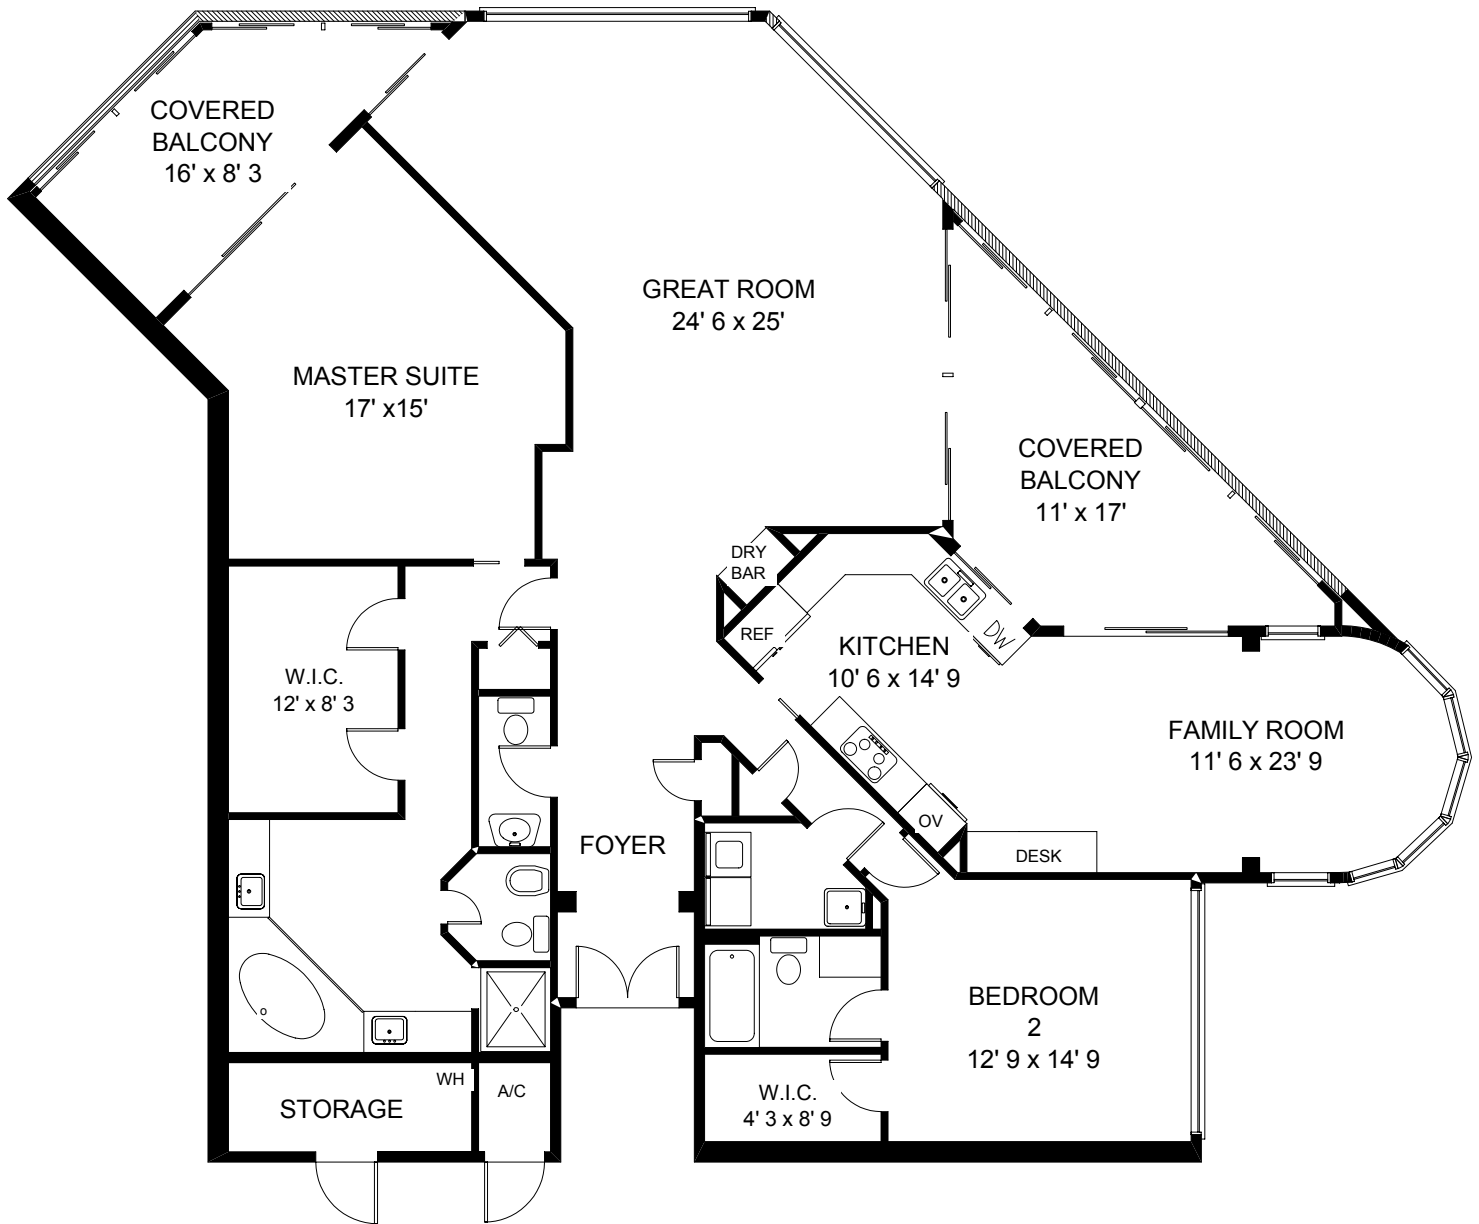 COVERED
BALCONY
16' x 8' 3
GREAT ROOM
24' 6 x 25'
MASTER SUITE
17' x15'
COVERED
BALCONY
11' x 17'
DRY
BAR
REF
DW
KITCHEN
10' 6 x 14' 9
W.I.C.
12' x 8' 3
FAMILY ROOM
11' 6 x 23' 9
OV
FOYER
DESK
BEDROOM
2
12' 9 x 14' 9
WH
A/C
STORAGE
W.I.C.
4' 3 x 8' 9